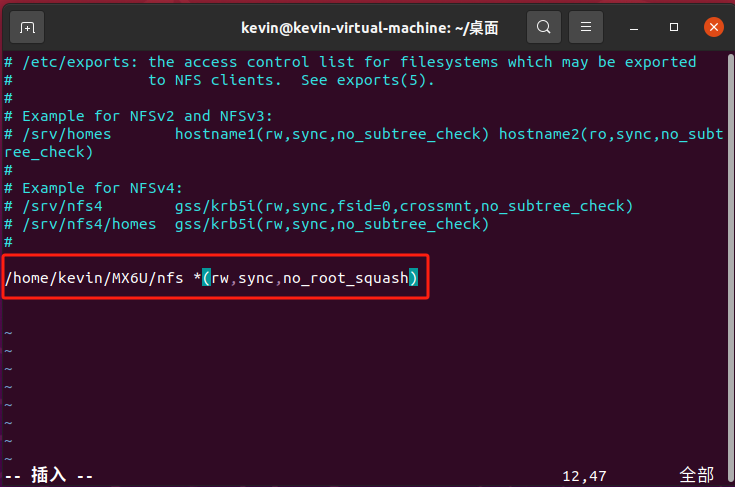 kevin@kevin-virtual-machine: ~/桌面
# /etc/exports: the access control list for filesystems which may be exported
#               to NFS clients.  See exports(5).
#
# Example for NFSv2 and NFSv3:
# /srv/homes       hostname1(rw,sync,no_subtree_check) hostname2(ro,sync,no_subt
ree_check)
#
# Example for NFSv4:
# /srv/nfs4        gss/krb5i(rw,sync,fsid=0,crossmnt,no_subtree_check)
# /srv/nfs4/homes  gss/krb5i(rw,sync,no_subtree_check)
#
/home/kevin/MX6U/nfs *(rw,sync,no_root_squash)
~
~
~
~
~
~
~
~
-- 插入 --                                                    12,47        全部